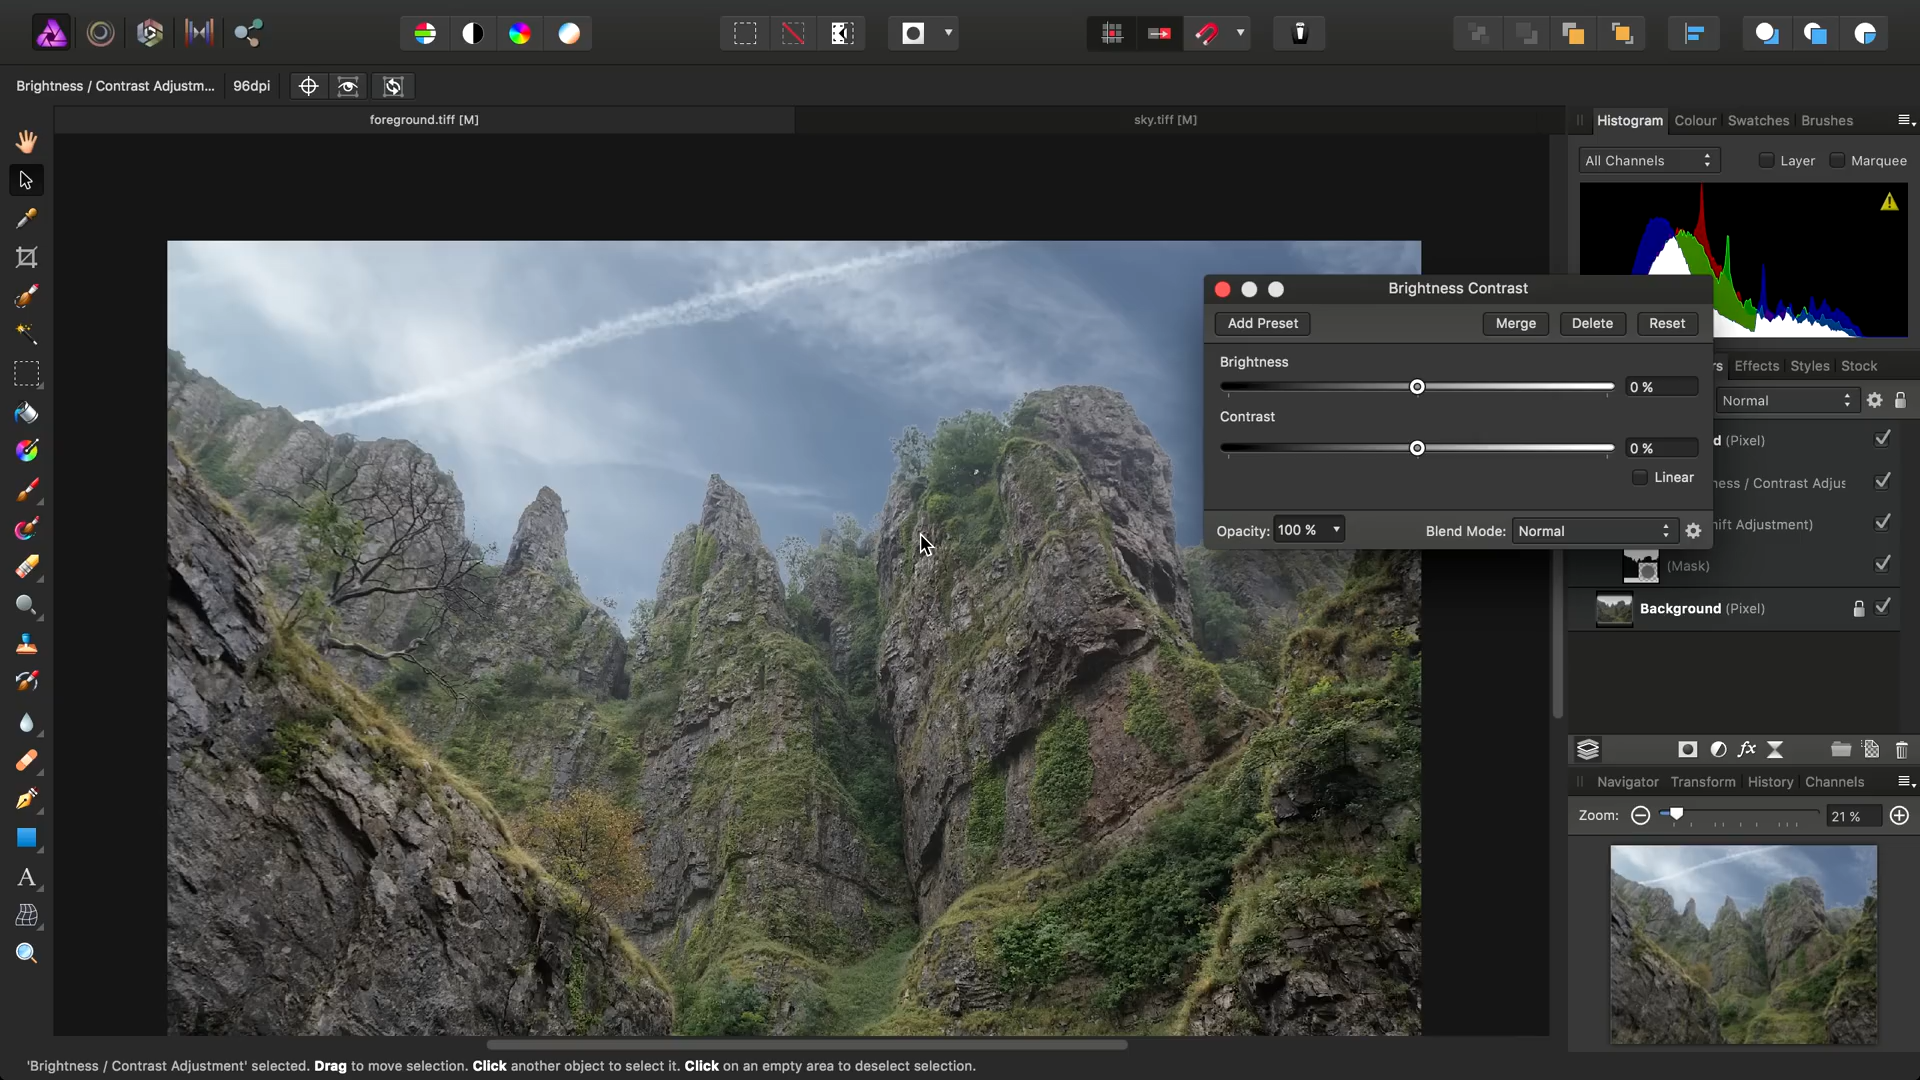 Brightness / Contrast Adjustm... 96dpi
foreground.tiff [M] sky.tiff [M]
Histogram Colour Swatches Brushes
All Channels Layer Marquee
Brightness Contrast
Add Preset Merge Delete Reset
Brightness
0 %
Contrast
0 %
Linear
Opacity: 100 % Blend Mode: Normal
rs Effects Styles Stock
Normal
d (Pixel)
ness / Contrast Adjus
hift Adjustment)
(Mask)
Background (Pixel)
fx
Navigator Transform History Channels
Zoom: 21 %
A
'Brightness / Contrast Adjustment' selected. Drag to move selection. Click another object to select it. Click on an empty area to deselect selection.